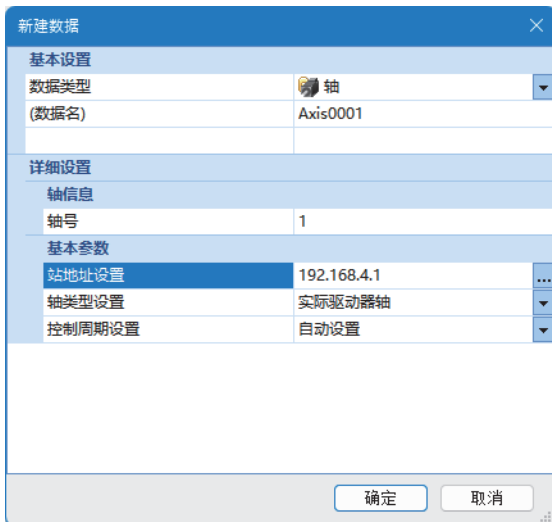 新建数据
基本设置
数据类型 轴
(数据名) Axis0001
详细设置
轴信息
轴号 1
基本参数
站地址设置 192.168.4.1 ...
轴类型设置 实际驱动器轴
控制周期设置 自动设置
确定 取消